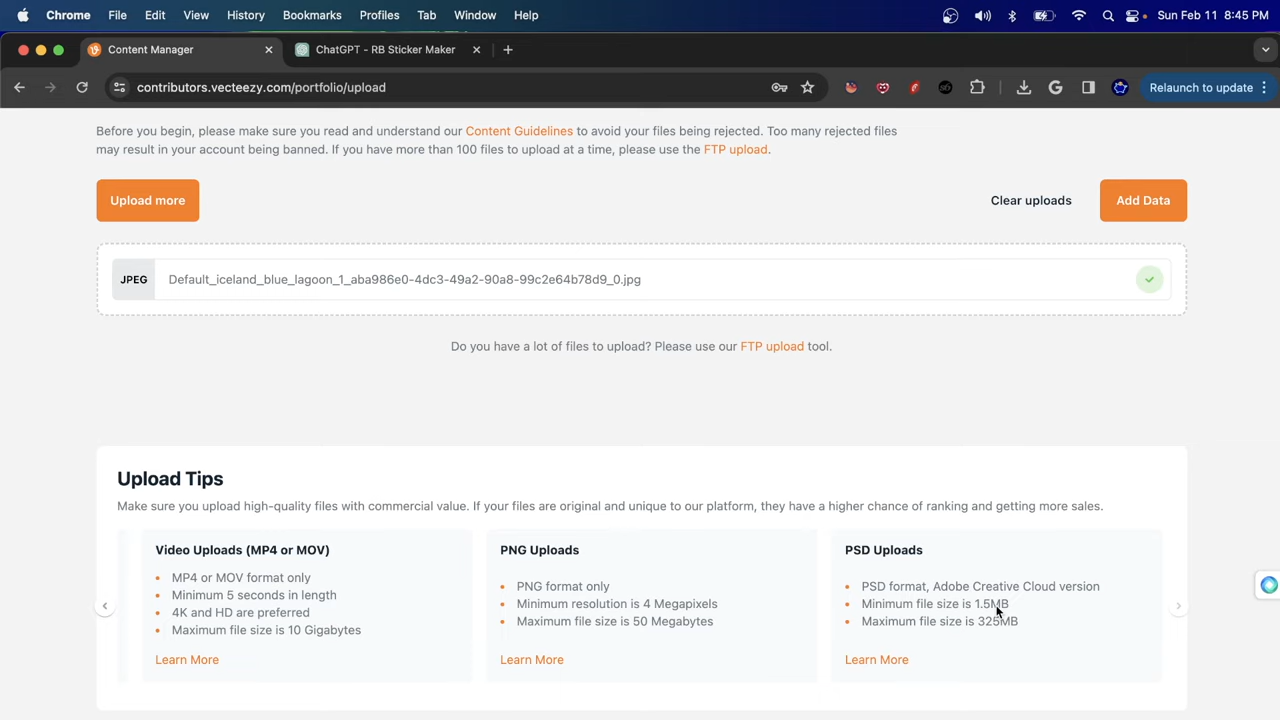 Chrome File Edit View History Bookmarks Profiles Tab Window Help Sun Feb 11 8:45 PM
Content Manager ChatGPT - RB Sticker Maker
contributors.vecteezy.com/portfolio/upload Relaunch to update
Before you begin, please make sure you read and understand our Content Guidelines to avoid your files being rejected. Too many rejected files
may result in your account being banned. If you have more than 100 files to upload at a time, please use the FTP upload.
Upload more Clear uploads Add Data
JPEG Default_iceland_blue_lagoon_1_aba986e0-4dc3-49a2-90a8-99c2e64b78d9_0.jpg
Do you have a lot of files to upload? Please use our FTP upload tool.
Upload Tips
Make sure you upload high-quality files with commercial value. If your files are original and unique to our platform, they have a higher chance of ranking and getting more sales.
Video Uploads (MP4 or MOV)
• MP4 or MOV format only
• Minimum 5 seconds in length
• 4K and HD are preferred
• Maximum file size is 10 Gigabytes
Learn More
PNG Uploads
• PNG format only
• Minimum resolution is 4 Megapixels
• Maximum file size is 50 Megabytes
Learn More
PSD Uploads
• PSD format, Adobe Creative Cloud version
• Minimum file size is 1.5MB
• Maximum file size is 325MB
Learn More